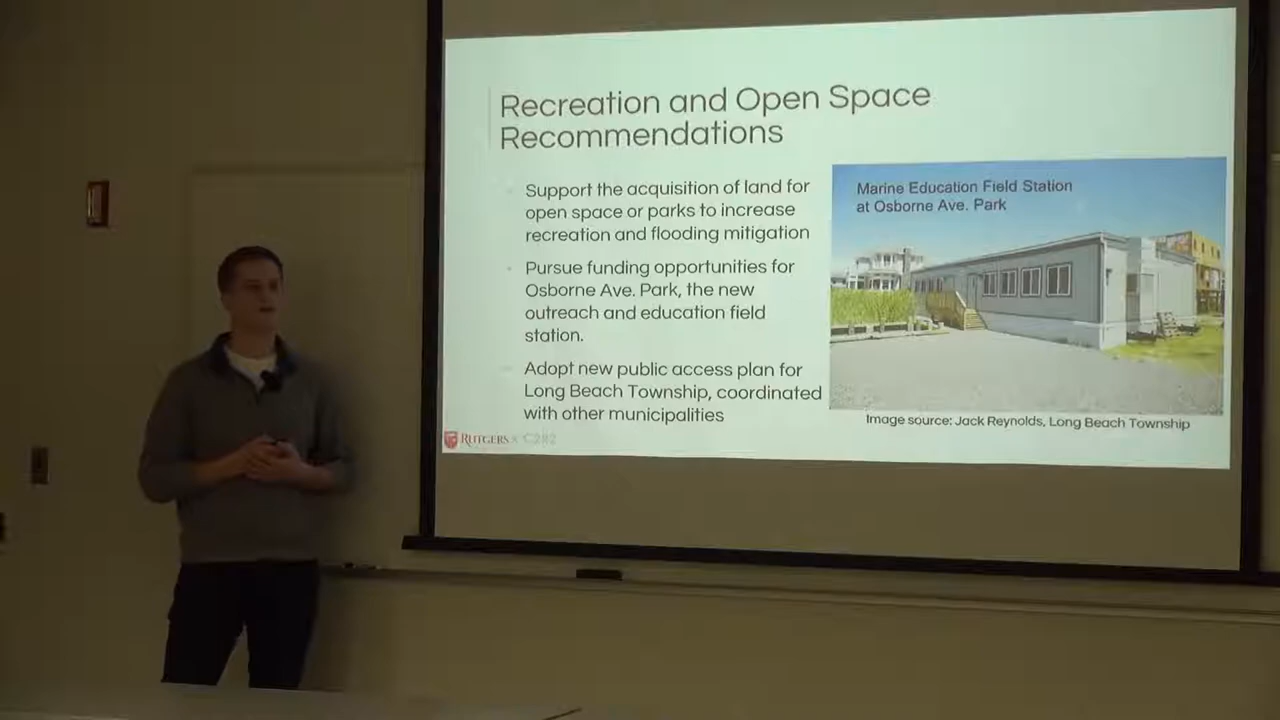 Recreation and Open Space
Recommendations
Support the acquisition of land for
open space or parks to increase
recreation and flooding mitigation
Pursue funding opportunities for
Osborne Ave. Park, the new
outreach and education field
station.
Adopt new public access plan for
Long Beach Township, coordinated
with other municipalities
Marine Education Field Station
at Osborne Ave. Park
Image source: Jack Reynolds, Long Beach Township
RUTGERS